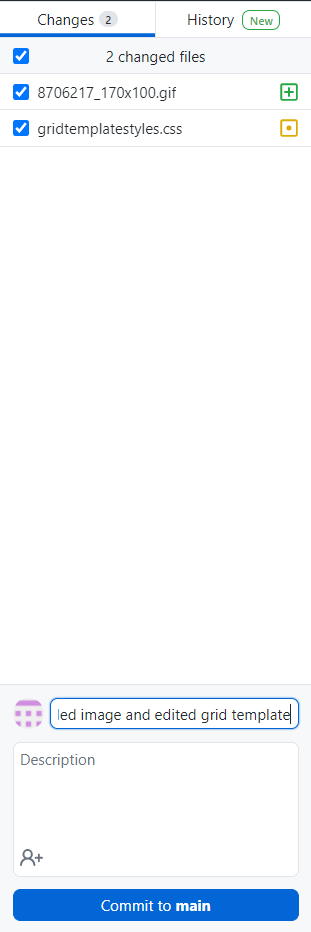 Changes 2
History New
2 changed files
8706217_170x100.gif
gridtemplatestyles.css
led image and edited grid template
Description
Commit to main